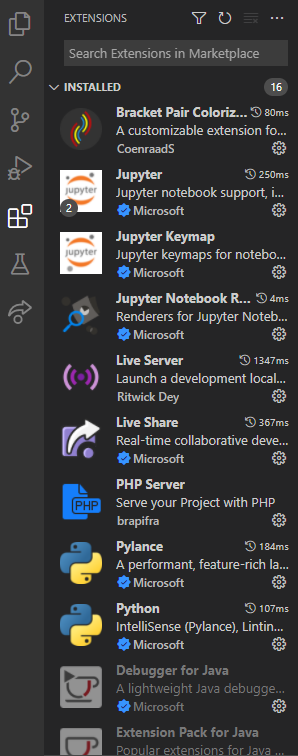 EXTENSIONS
Search Extensions in Marketplace
INSTALLED 16
Bracket Pair Coloriz... 80ms
A customizable extension fo...
CoenraadS
Jupyter 250ms
jupyter
2
Jupyter notebook support, i...
Microsoft
Jupyter Keymap
jupyter
Jupyter keymaps for notebo...
Microsoft
Jupyter Notebook R... 4ms
Renderers for Jupyter Noteb...
Microsoft
Live Server 1347ms
Launch a development local...
Ritwick Dey
Live Share 367ms
Real-time collaborative deve...
Microsoft
PHP Server
PHP
Serve your Project with PHP
brapifra
Pylance 184ms
A performant, feature-rich la...
Microsoft
Python 107ms
IntelliSense (Pylance), Lintin...
Microsoft
Debugger for Java
A lightweight Java debugge...
Microsoft
Extension Pack for Java
Popular extensions for Java ...